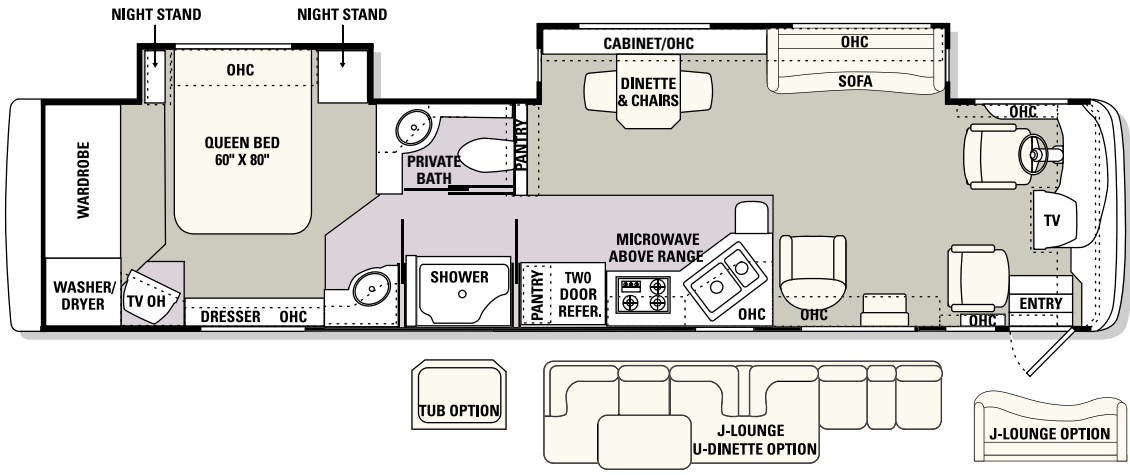 NIGHT STAND
NIGHT STAND
OHC
QUEEN BED
60" X 80"
WARDROBE
WASHER/
DRYER
TV OH
DRESSER OHC
PRIVATE
BATH
PANTRY
SHOWER
CABINET/OHC
DINETTE
& CHAIRS
OHC
SOFA
OHC
TV
MICROWAVE
ABOVE RANGE
PANTRY
TWO
DOOR
REFER.
OHC
OHC
OHC
ENTRY
TUB OPTION
J-LOUNGE
U-DINETTE OPTION
J-LOUNGE OPTION